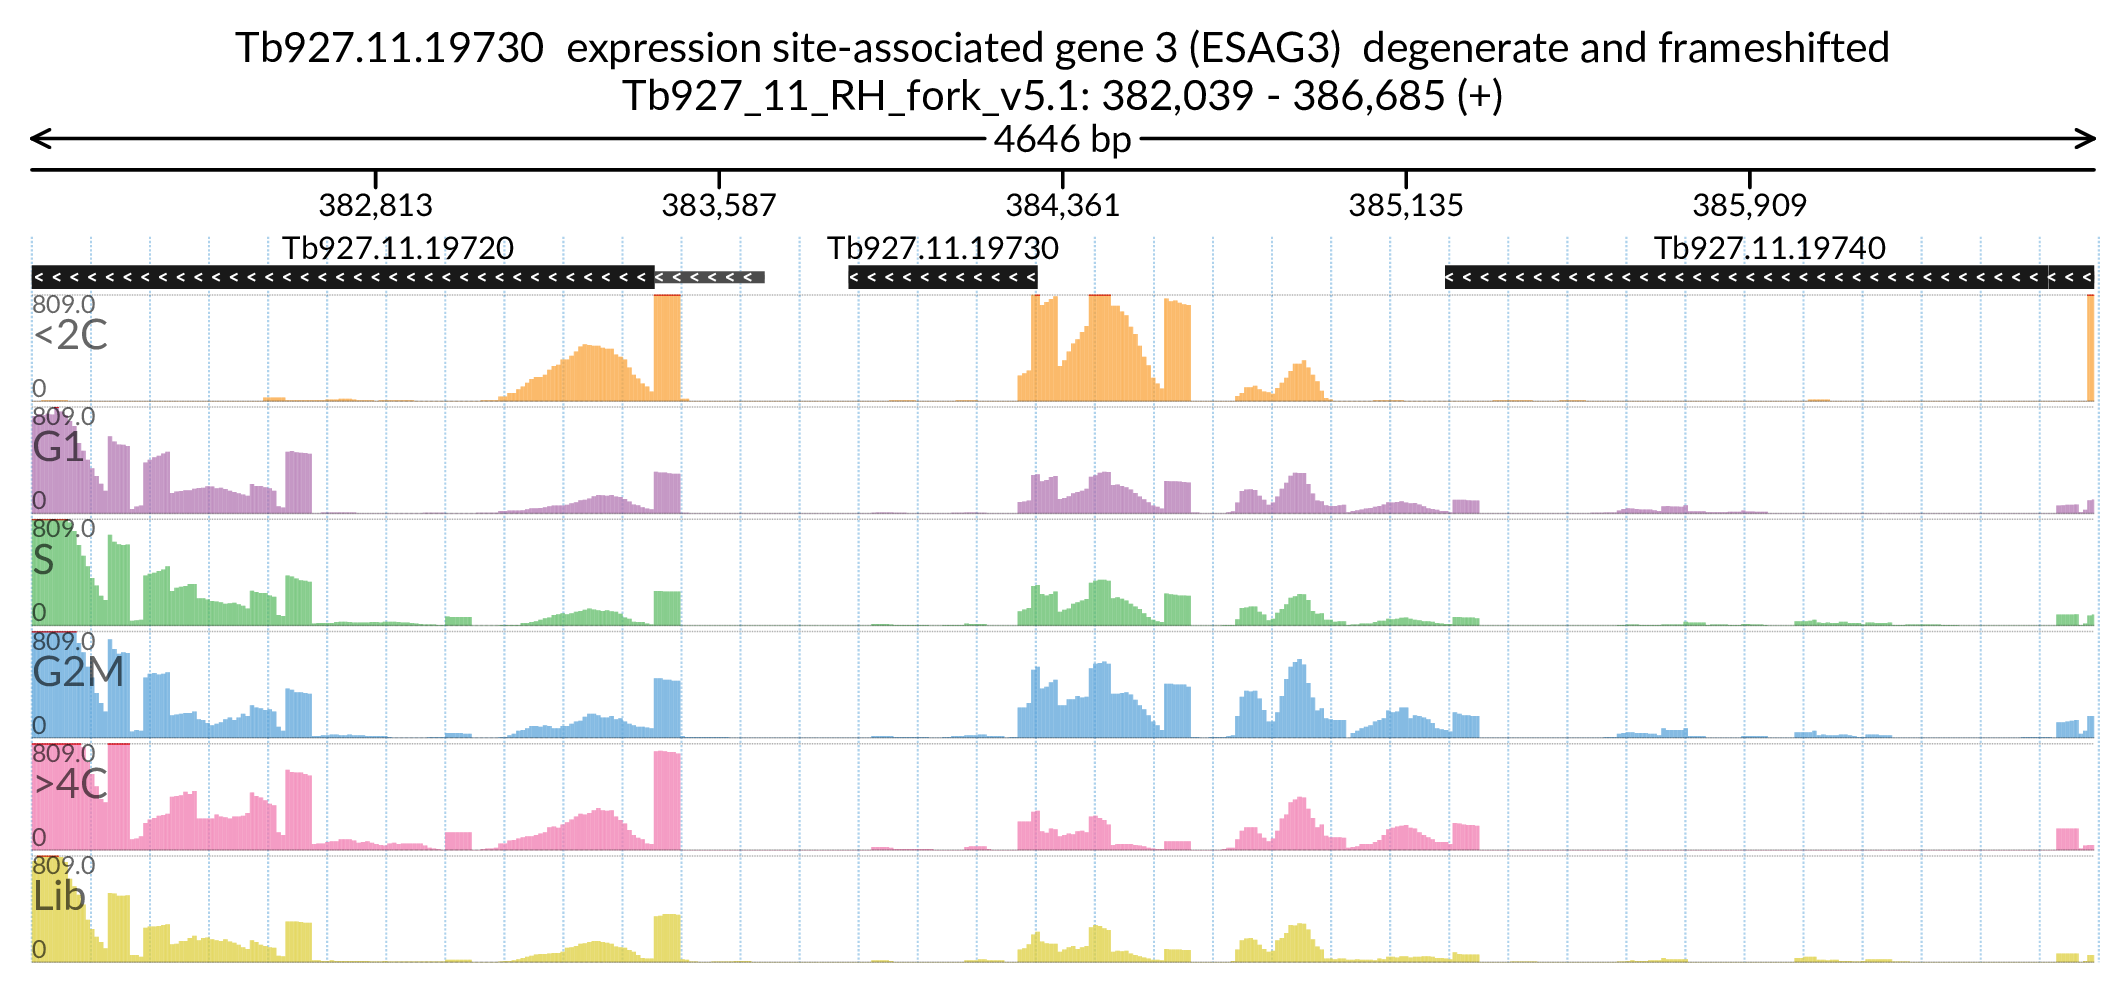 Tb927.11.19730  expression site-associated gene 3 (ESAG3)  degenerate and frameshifted
Tb927_11_RH_fork_v5.1: 382,039 - 386,685 (+)
4646 bp
382,813 383,587 384,361 385,135 385,909
Tb927.11.19720 Tb927.11.19730 Tb927.11.19740
809.0
<2C
0
809.0
G1
0
809.0
S
0
809.0
G2M
0
809.0
>4C
0
809.0
Lib
0